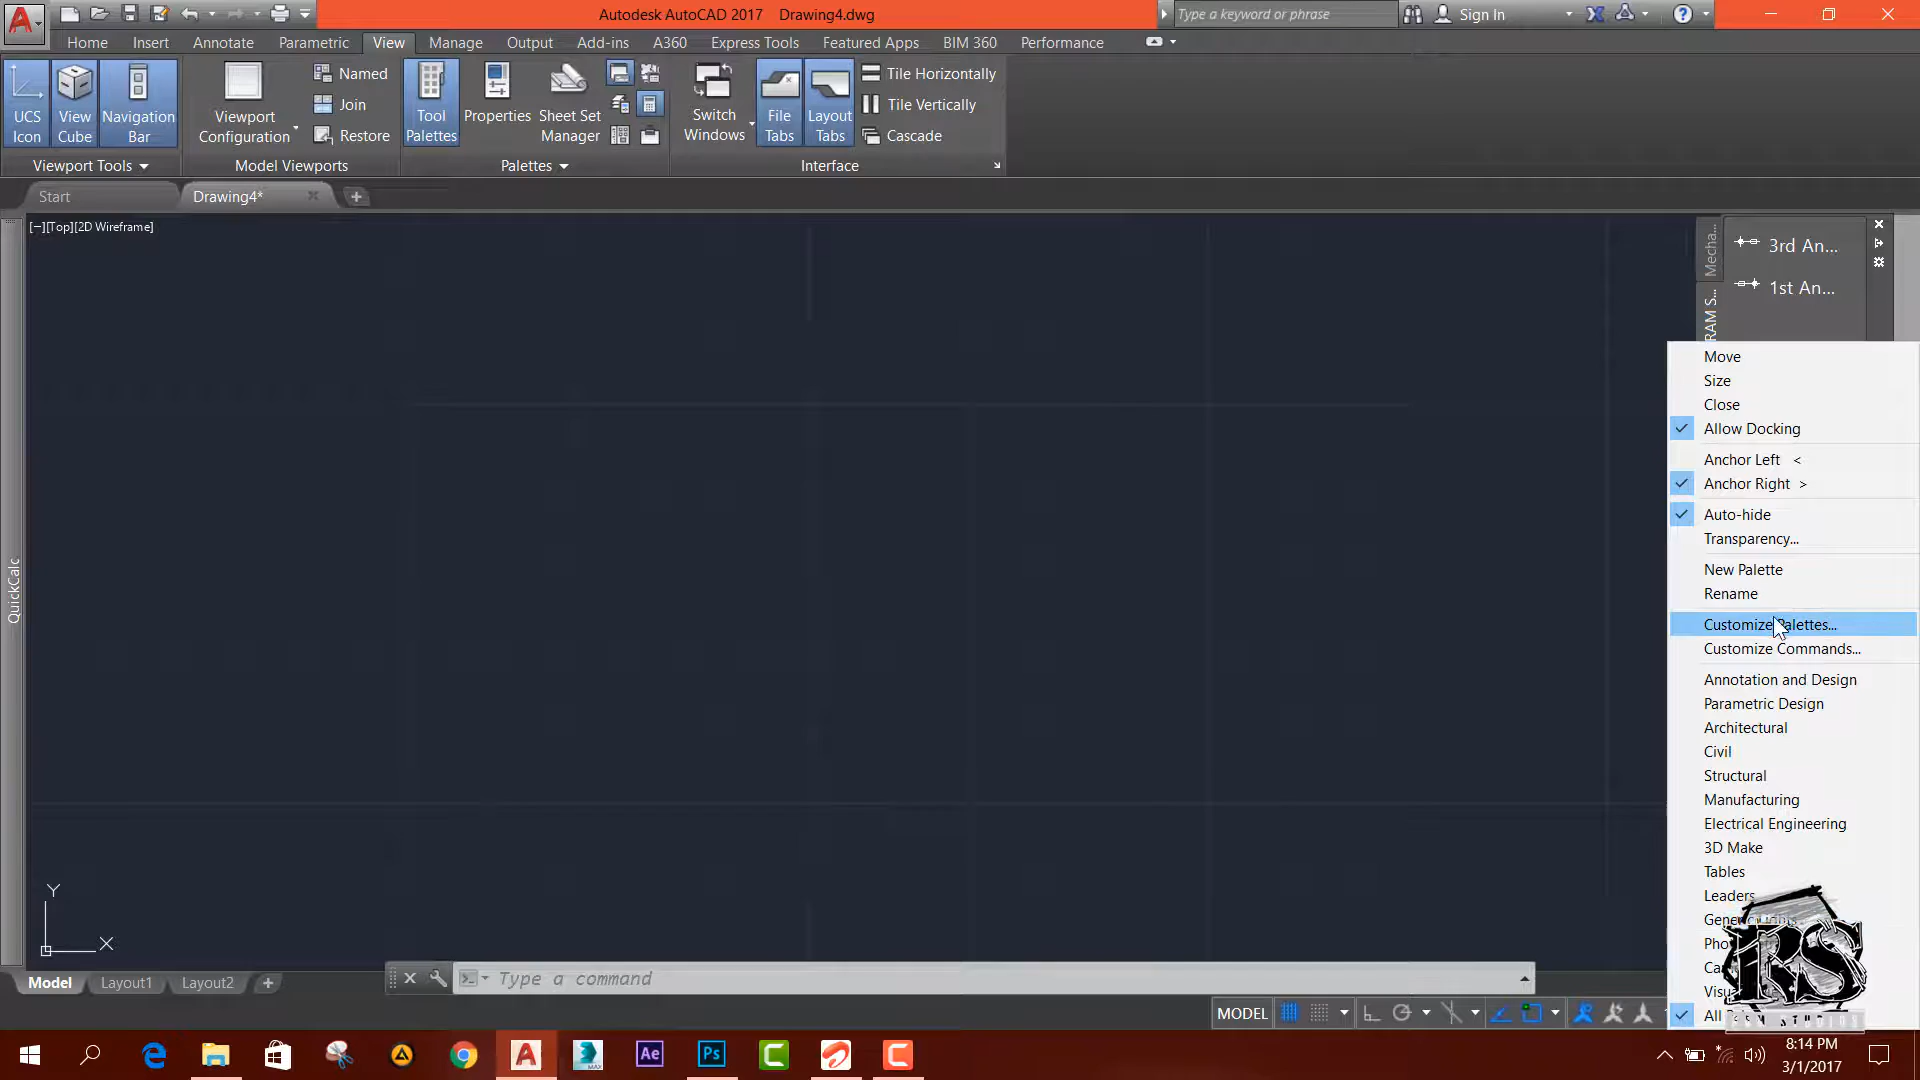 Autodesk AutoCAD 2017 Drawing4.dwg
Type a keyword or phrase
Sign In
Home Insert Annotate Parametric View Manage Output Add-ins A360 Express Tools Featured Apps BIM 360 Performance
UCS Icon
View Cube
Navigation Bar
Viewport Configuration
Named
Join
Restore
Tool Palettes
Properties
Sheet Set Manager
Switch Windows
File Tabs
Layout Tabs
Tile Horizontally
Tile Vertically
Cascade
Viewport Tools
Model Viewports
Palettes
Interface
Start
Drawing4*
[−][Top][2D Wireframe]
Mecha...
3rd An...
1st An...
QuickCalc
Move
Size
Close
Allow Docking
Anchor Left <
Anchor Right >
Auto-hide
Transparency...
New Palette
Rename
Customize Palettes...
Customize Commands...
Annotation and Design
Parametric Design
Architectural
Civil
Structural
Manufacturing
Electrical Engineering
3D Make
Tables
Leaders
All
RS
Y
X
Model Layout1 Layout2
Type a command
MODEL
MAX
Ae
Ps
8:14 PM
3/1/2017